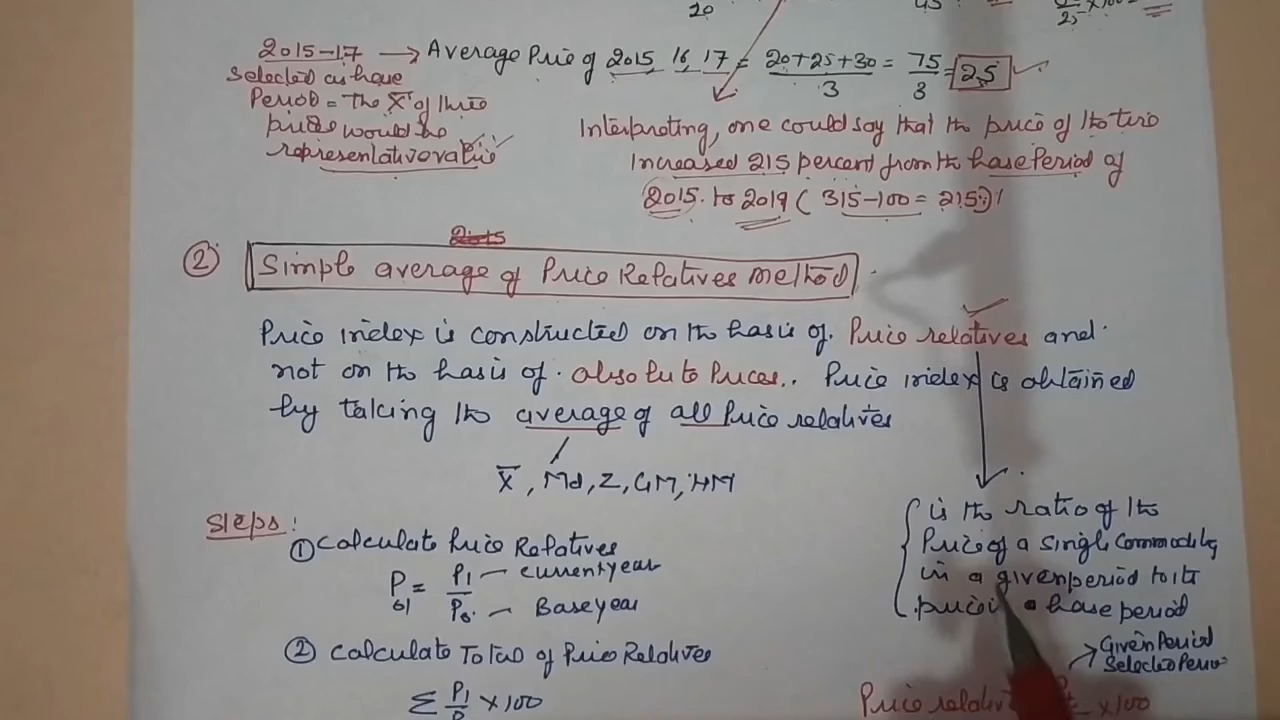 20
45
2015-17 → Average Price of 2015, 16, 17 = 20+25+30 / 3 = 75 / 3 = 25
Selected as base
Period = The X̄ of three
prices would be
representative value
Interpreting, one could say that the price of the two
Increased 215 percent from the base Period of
2015 to 2019 ( 315-100 = 215 )%
2015
② Simple average of Price Relatives method
Price index is constructed on the basis of Price relatives and
not on the basis of absolute Prices. Price index is obtained
by taking the average of all Price relatives
X̄, Md, Z, GM, HM
Steps:
① Calculate Price Relatives
P01 = P1 — Current year
P0 — Base year
② Calculate Total of Price Relatives
Σ P1 / P × 100
is the ratio of the
Price of a single commodity
in a given period to its
price in a base period
Given Period
Selected Period
Price relative × 100